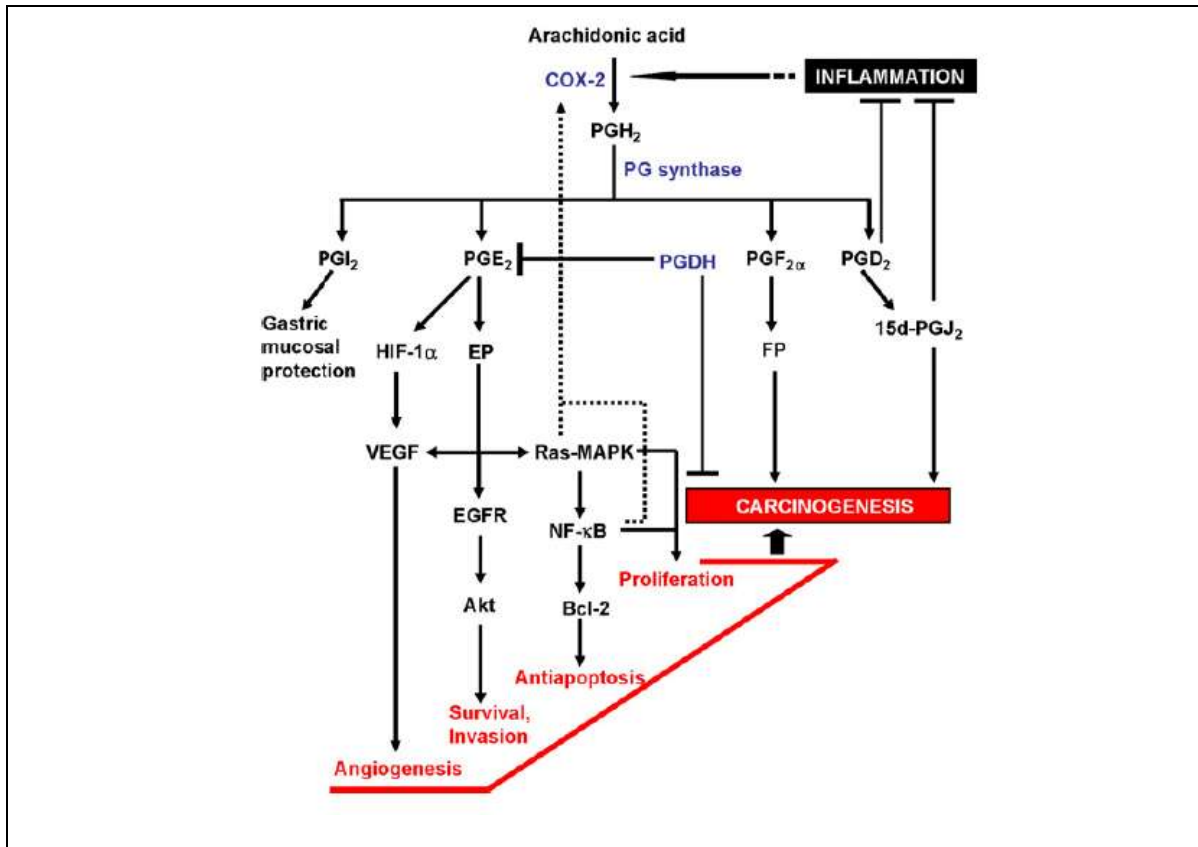 Arachidonic acid
COX-2
INFLAMMATION
PGH2
PG synthase
PGI2
PGE2
PGDH
PGF2α
PGD2
Gastric
mucosal
protection
HIF-1α
EP
FP
15d-PGJ2
VEGF
Ras-MAPK
CARCINOGENESIS
EGFR
NF-κB
Proliferation
Akt
Bcl-2
Antiapoptosis
Survival,
Invasion
Angiogenesis